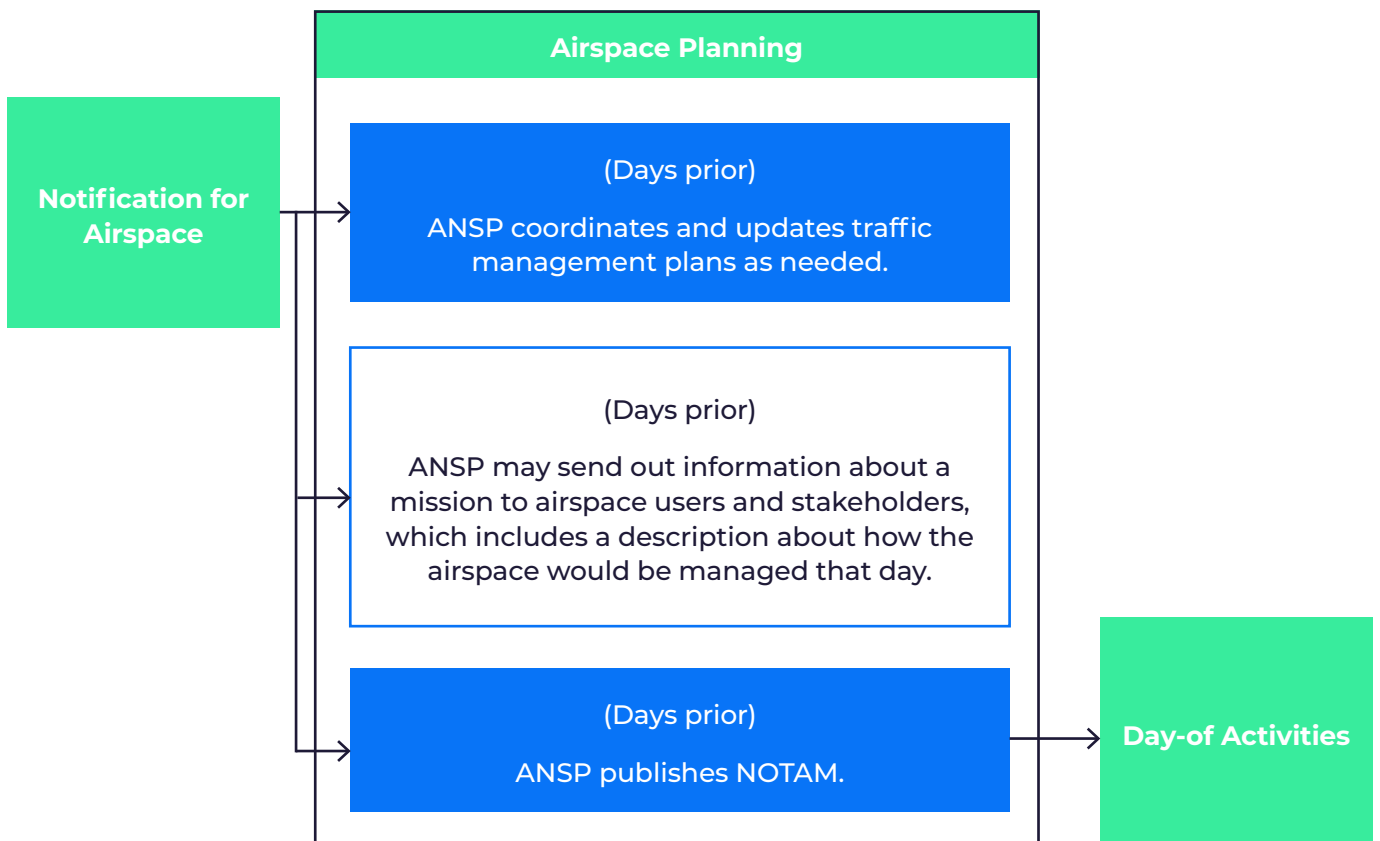 Airspace Planning
Notification for
Airspace
(Days prior)
ANSP coordinates and updates traffic
management plans as needed.
(Days prior)
ANSP may send out information about a
mission to airspace users and stakeholders,
which includes a description about how the
airspace would be managed that day.
(Days prior)
ANSP publishes NOTAM.
Day-of Activities